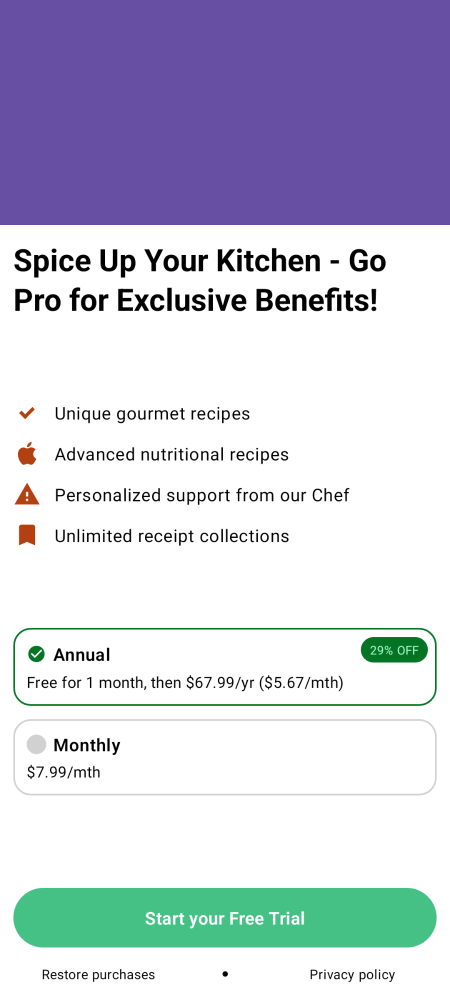 Spice Up Your Kitchen - Go
Pro for Exclusive Benefits!
Unique gourmet recipes
Advanced nutritional recipes
Personalized support from our Chef
Unlimited receipt collections
Annual
29% OFF
Free for 1 month, then $67.99/yr ($5.67/mth)
Monthly
$7.99/mth
Start your Free Trial
Restore purchases • Privacy policy